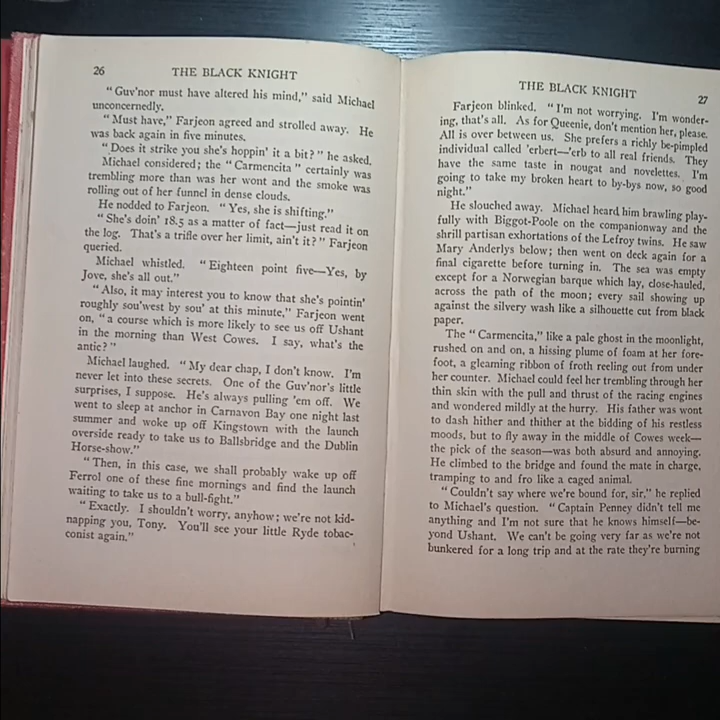 26 THE BLACK KNIGHT
"Guv'nor must have altered his mind," said Michael
unconcernedly.
"Must have," Farjeon agreed and strolled away. He
was back again in five minutes.
"Does it strike you she's hoppin' it a bit?" he asked.
Michael considered; the "Carmencita" certainly was
trembling more than was her wont and the smoke was
rolling out of her funnel in dense clouds.
He nodded to Farjeon. "Yes, she is shifting."
"She's doin' 18.5 as a matter of fact—just read it on
the log. That's a trifle over her limit, ain't it?" Farjeon
queried.
Michael whistled. "Eighteen point five—Yes, by
Jove, she's all out."
"Also, it may interest you to know that she's pointin'
roughly sou'west by sou' at this minute," Farjeon went
on, "a course which is more likely to see us off Ushant
in the morning than West Cowes. I say, what's the
antic?"
Michael laughed. "My dear chap, I don't know. I'm
never let into these secrets. One of the Guv'nor's little
surprises, I suppose. He's always pulling 'em off. We
went to sleep at anchor in Carnavon Bay one night last
summer and woke up off Kingstown with the launch
overside ready to take us to Ballsbridge and the Dublin
Horse-show."
"Then, in this case, we shall probably wake up off
Ferrol one of these fine mornings and find the launch
waiting to take us to a bull-fight."
"Exactly. I shouldn't worry, anyhow; we're not kid-
napping you, Tony. You'll see your little Ryde tobac-
conist again."
THE BLACK KNIGHT 27
Farjeon blinked. "I'm not worrying. I'm wonder-
ing, that's all. As for Queenie, don't mention her, please.
All is over between us. She prefers a richly be-pimpled
individual called 'erbert—'erb to all real friends. They
have the same taste in nougat and novelettes. I'm
going to take my broken heart to by-bys now, so good
night."
He slouched away. Michael heard him brawling play-
fully with Biggot-Poole on the companionway and the
shrill partisan exhortations of the Lefroy twins. He saw
Mary Anderlys below; then went on deck again for a
final cigarette before turning in. The sea was empty
except for a Norwegian barque which lay, close-hauled,
across the path of the moon; every sail showing up
against the silvery wash like a silhouette cut from black
paper.
The "Carmencita," like a pale ghost in the moonlight,
rushed on and on, a hissing plume of foam at her fore-
foot, a gleaming ribbon of froth reeling out from under
her counter. Michael could feel her trembling through her
thin skin with the pull and thrust of the racing engines
and wondered mildly at the hurry. His father was wont
to dash hither and thither at the bidding of his restless
moods, but to fly away in the middle of Cowes week—
the pick of the season—was both absurd and annoying.
He climbed to the bridge and found the mate in charge,
tramping to and fro like a caged animal.
"Couldn't say where we're bound for, sir," he replied
to Michael's question. "Captain Penney didn't tell me
anything and I'm not sure that he knows himself—be-
yond Ushant. We can't be going very far as we're not
bunkered for a long trip and at the rate they're burning